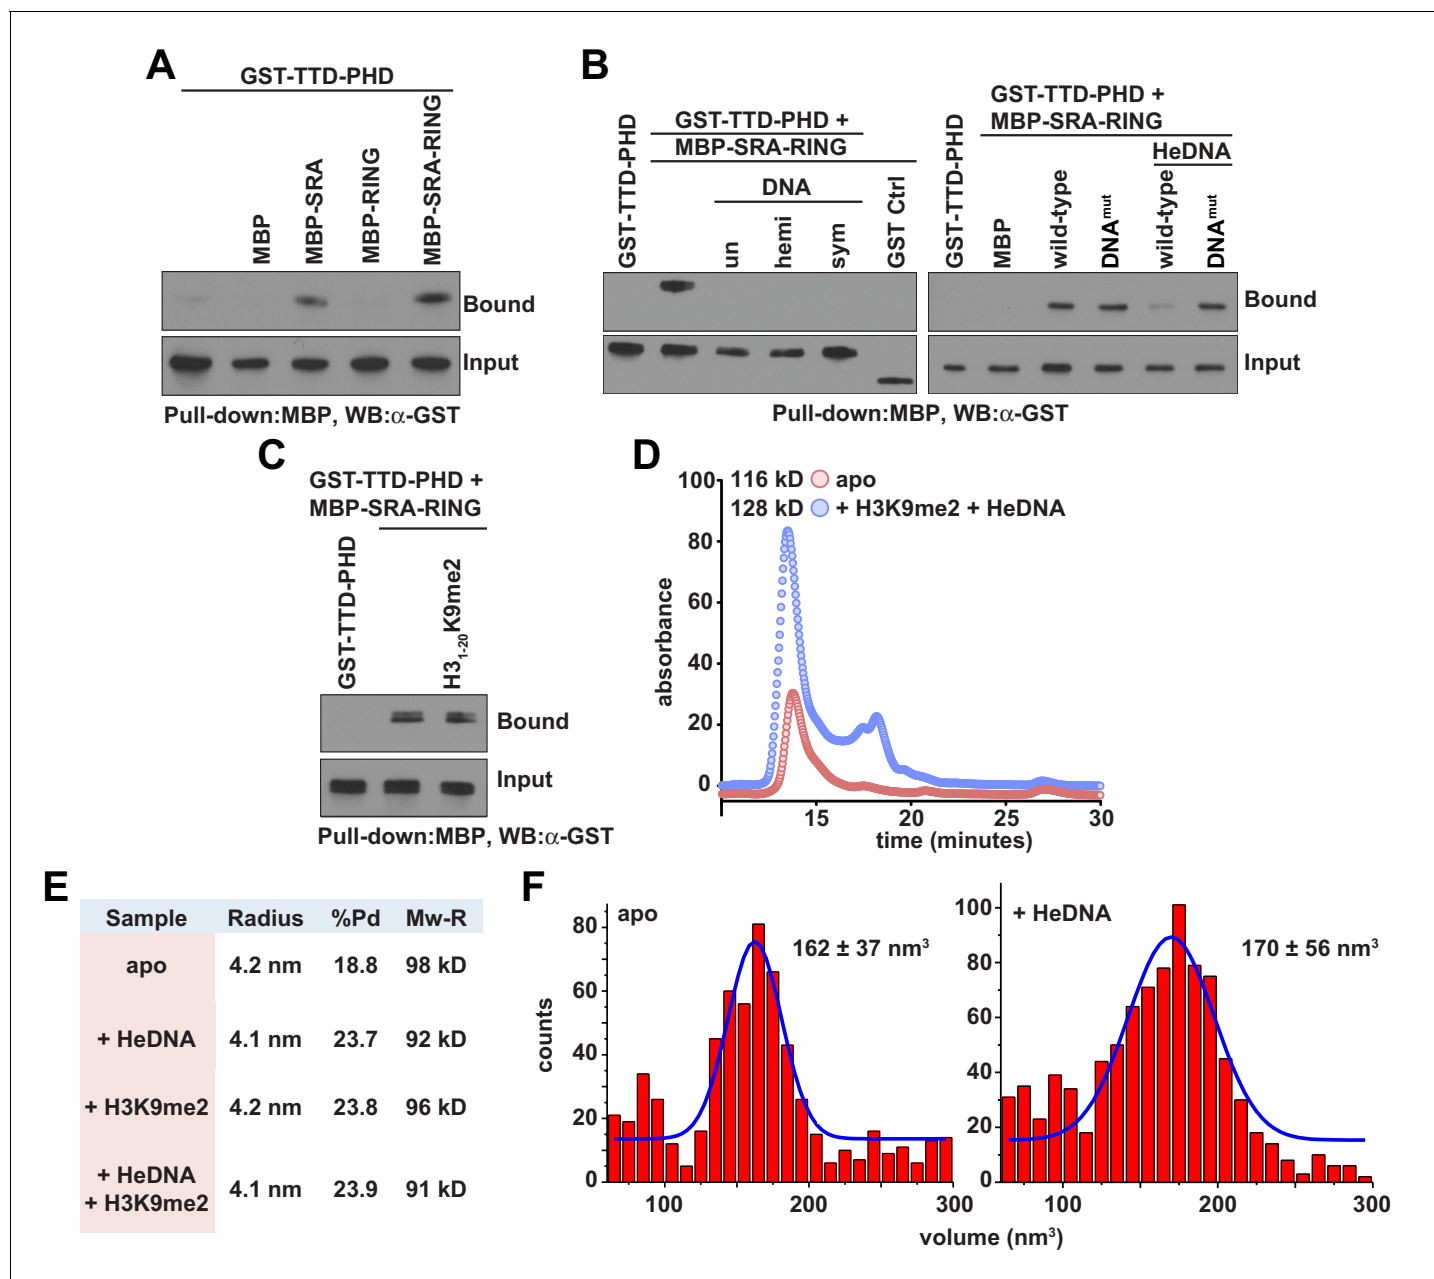 A
GST-TTD-PHD
MBP
MBP-SRA
MBP-RING
MBP-SRA-RING
Bound
Input
Pull-down:MBP, WB:α-GST
B
GST-TTD-PHD
GST-TTD-PHD +
MBP-SRA-RING
DNA
un
hemi
sym
GST Ctrl
GST-TTD-PHD
GST-TTD-PHD +
MBP-SRA-RING
HeDNA
MBP
wild-type
DNAmut
wild-type
DNAmut
Bound
Input
Pull-down:MBP, WB:α-GST
C
GST-TTD-PHD +
MBP-SRA-RING
GST-TTD-PHD
H31-20K9me2
Bound
Input
Pull-down:MBP, WB:α-GST
D
116 kD apo
128 kD + H3K9me2 + HeDNA
absorbance
100
80
60
40
20
0
15 20 25 30
time (minutes)
E
Sample Radius %Pd Mw-R
apo 4.2 nm 18.8 98 kD
+ HeDNA 4.1 nm 23.7 92 kD
+ H3K9me2 4.2 nm 23.8 96 kD
+ HeDNA
+ H3K9me2 4.1 nm 23.9 91 kD
F
apo
162 ± 37 nm3
counts
80
60
40
20
0
100 200 300
+ HeDNA
170 ± 56 nm3
100
80
60
40
20
0
100 200 300
volume (nm3)